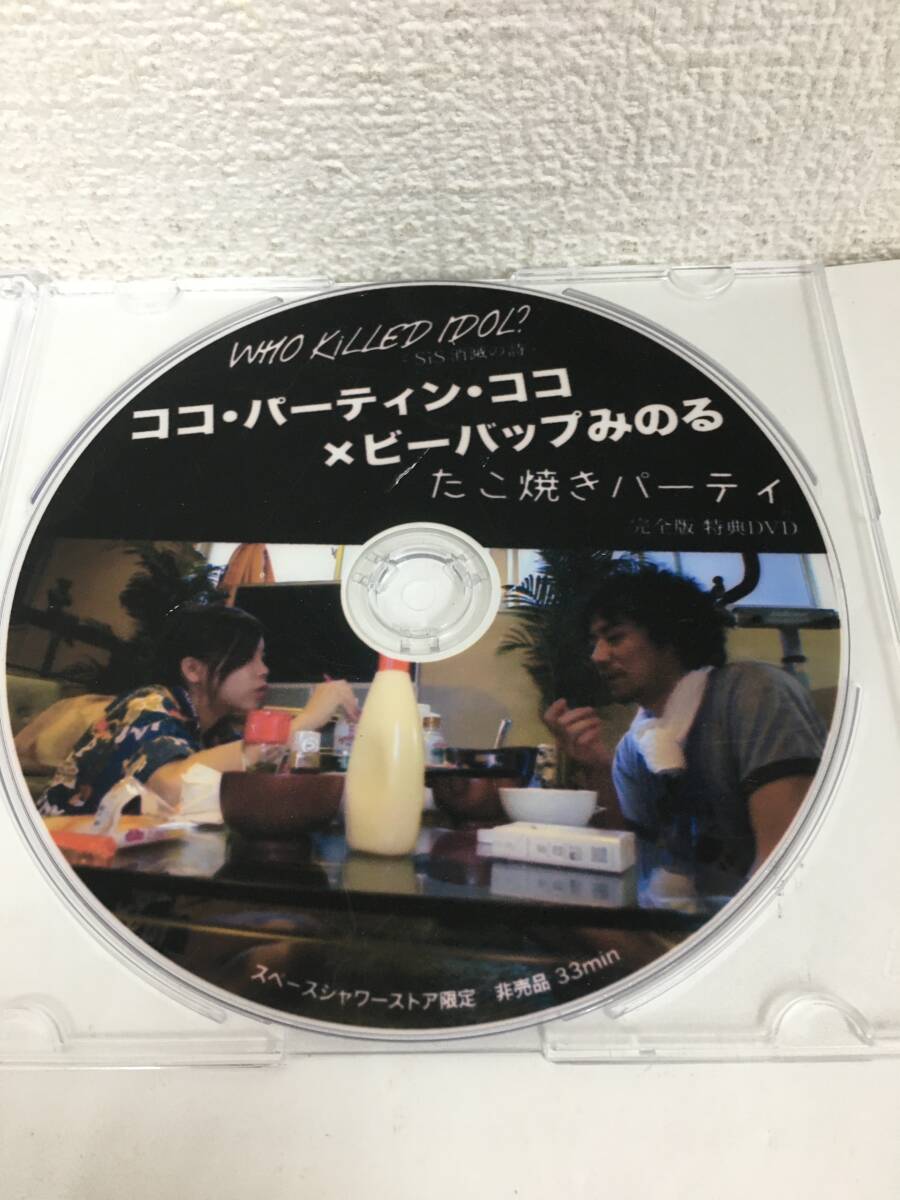 WHO KiLLED IDOL?
- SiS消滅の詩 -
ココ・パーティン・ココ
×ビーバップみのる
たこ焼きパーティ
完全版 特典DVD
スペースシャワーストア限定 非売品 33min